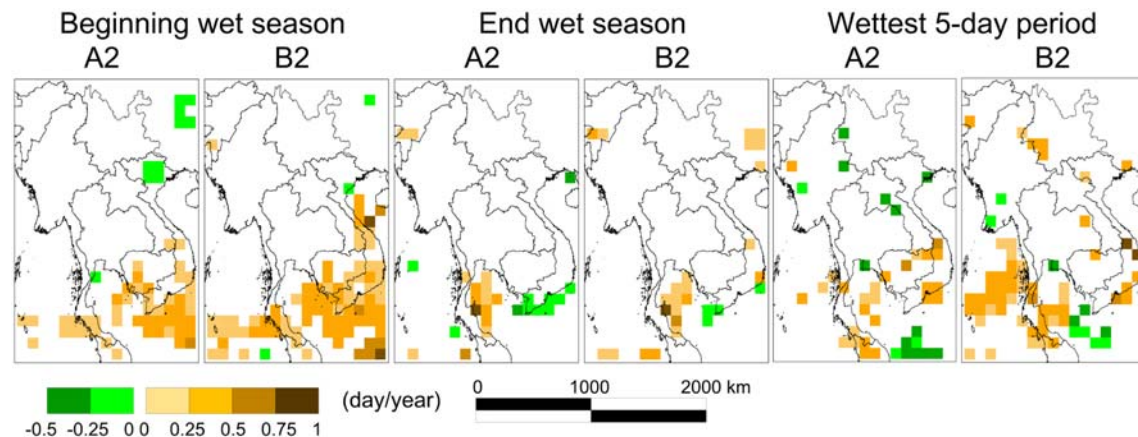 Beginning wet season End wet season Wettest 5-day period
A2 B2 A2 B2 A2 B2
0 1000 2000 km
(day/year)
-0.5 -0.25 0 0 0.25 0.5 0.75 1